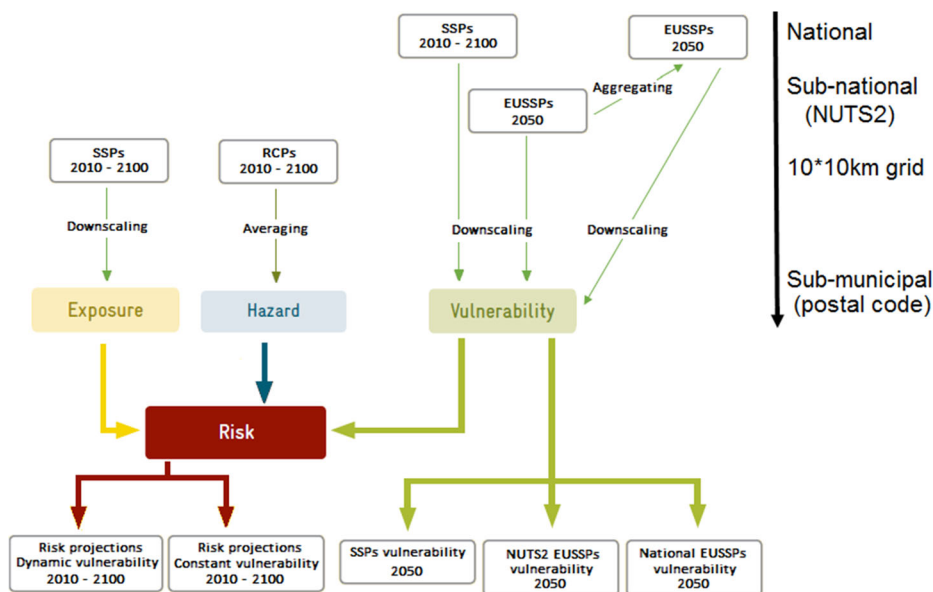 SSPs
2010 - 2100
EUSSPs
2050
National
Aggregating
EUSSPs
2050
Sub-national
(NUTS2)
SSPs
2010 - 2100
RCPs
2010 - 2100
10*10km grid
Downscaling
Averaging
Downscaling
Downscaling
Exposure
Hazard
Vulnerability
Sub-municipal
(postal code)
Risk
Risk projections
Dynamic vulnerability
2010 - 2100
Risk projections
Constant vulnerability
2010 - 2100
SSPs vulnerability
2050
NUTS2 EUSSPs
vulnerability
2050
National EUSSPs
vulnerability
2050